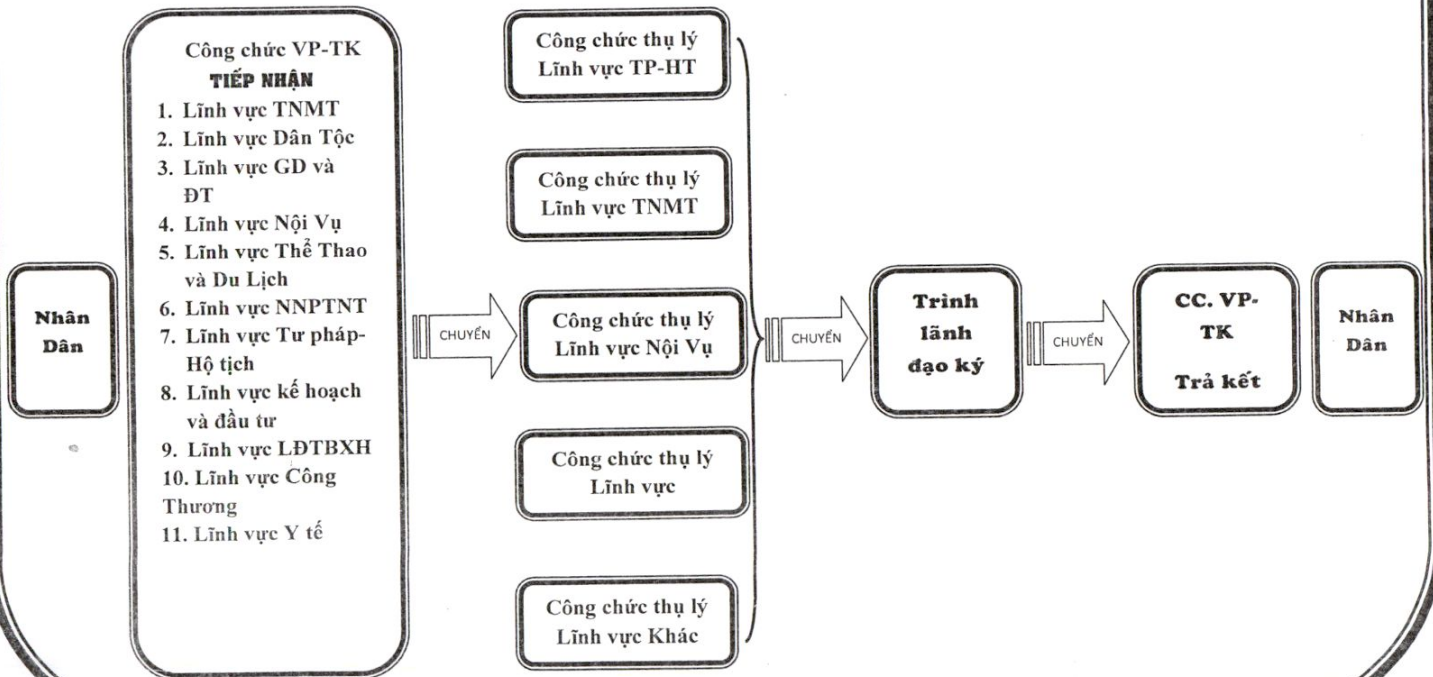 Nhân
Dân
Công chức VP-TK
TIẾP NHẬN
1. Lĩnh vực TNMT
2. Lĩnh vực Dân Tộc
3. Lĩnh vực GD và
ĐT
4. Lĩnh vực Nội Vụ
5. Lĩnh vực Thể Thao
và Du Lịch
6. Lĩnh vực NNPTNT
7. Lĩnh vực Tư pháp-
Hộ tịch
8. Lĩnh vực kế hoạch
và đầu tư
9. Lĩnh vực LĐTBXH
10. Lĩnh vực Công
Thương
11. Lĩnh vực Y tế
CHUYỂN
Công chức thụ lý
Lĩnh vực TP-HT
Công chức thụ lý
Lĩnh vực TNMT
Công chức thụ lý
Lĩnh vực Nội Vụ
Công chức thụ lý
Lĩnh vực
Công chức thụ lý
Lĩnh vực Khác
CHUYỂN
Trình
lãnh
đạo ký
CHUYỂN
CC. VP-
TK
Trả kết
Nhân
Dân